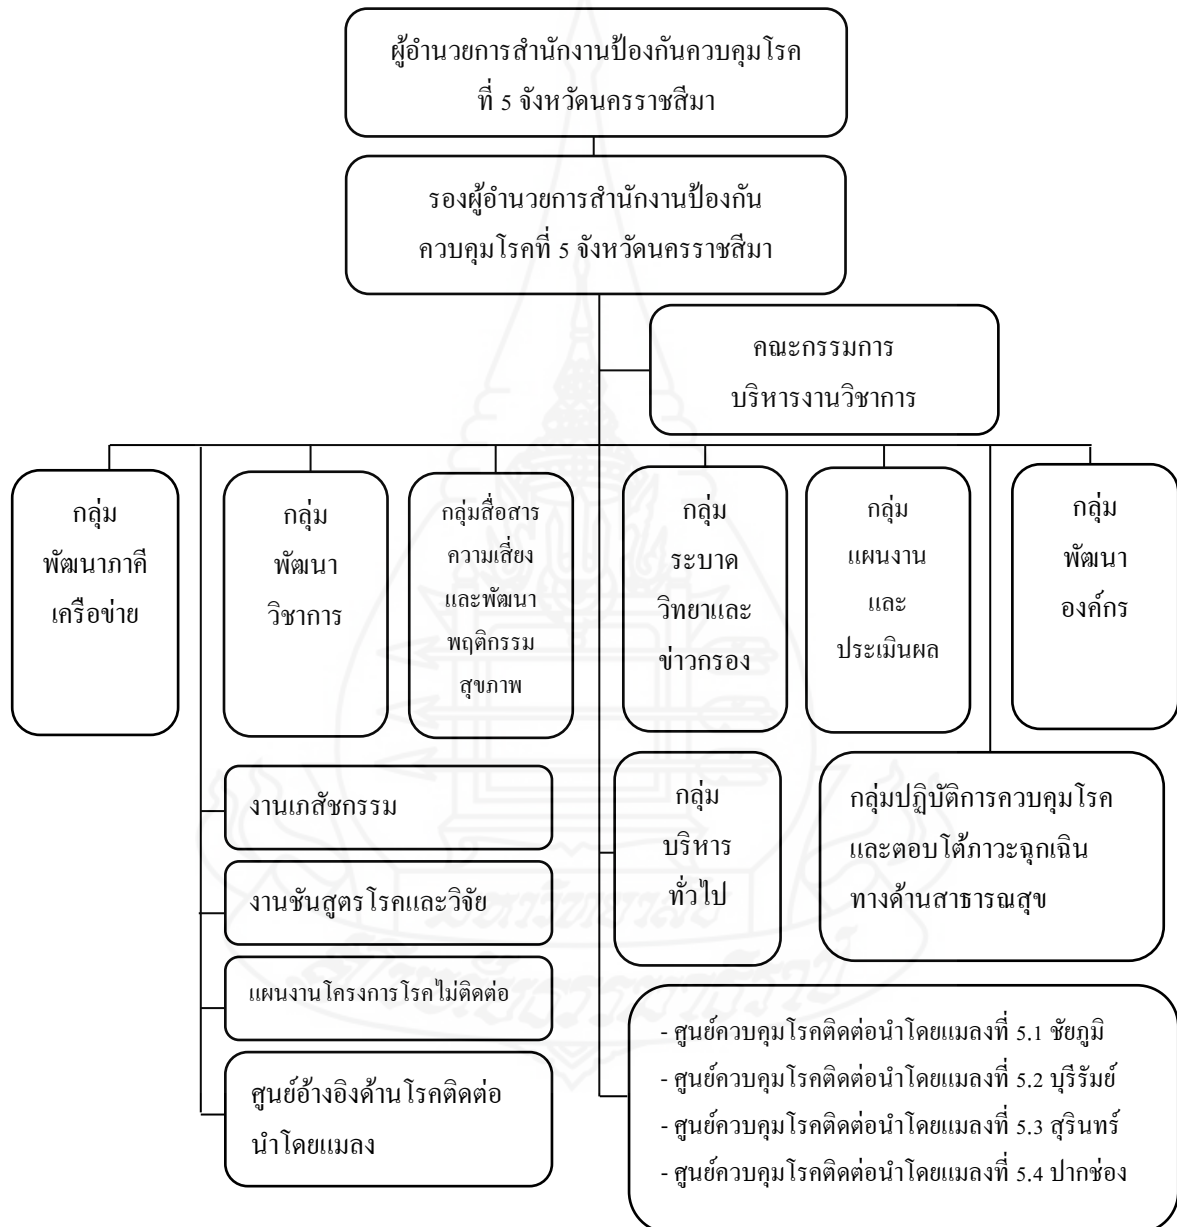 ผู้อำนวยการสำนักงานป้องกันควบคุมโรค
ที่ 5 จังหวัดนครราชสีมา
รองผู้อำนวยการสำนักงานป้องกัน
ควบคุมโรคที่ 5 จังหวัดนครราชสีมา
คณะกรรมการ
บริหารงานวิชาการ
กลุ่ม
พัฒนาภาคี
เครือข่าย
กลุ่ม
พัฒนา
วิชาการ
กลุ่มสื่อสาร
ความเสี่ยง
และพัฒนา
พฤติกรรม
สุขภาพ
กลุ่ม
ระบาด
วิทยาและ
ข่าวกรอง
กลุ่ม
แผนงาน
และ
ประเมินผล
กลุ่ม
พัฒนา
องค์กร
งานเภสัชกรรม
งานชันสูตรโรคและวิจัย
แผนงานโครงการโรคไม่ติดต่อ
ศูนย์อ้างอิงด้านโรคติดต่อ
นำโดยแมลง
กลุ่ม
บริหาร
ทั่วไป
กลุ่มปฏิบัติการควบคุมโรค
และตอบโต้ภาวะฉุกเฉิน
ทางด้านสาธารณสุข
- ศูนย์ควบคุมโรคติดต่อนำโดยแมลงที่ 5.1 ชัยภูมิ
- ศูนย์ควบคุมโรคติดต่อนำโดยแมลงที่ 5.2 บุรีรัมย์
- ศูนย์ควบคุมโรคติดต่อนำโดยแมลงที่ 5.3 สุรินทร์
- ศูนย์ควบคุมโรคติดต่อนำโดยแมลงที่ 5.4 ปากช่อง